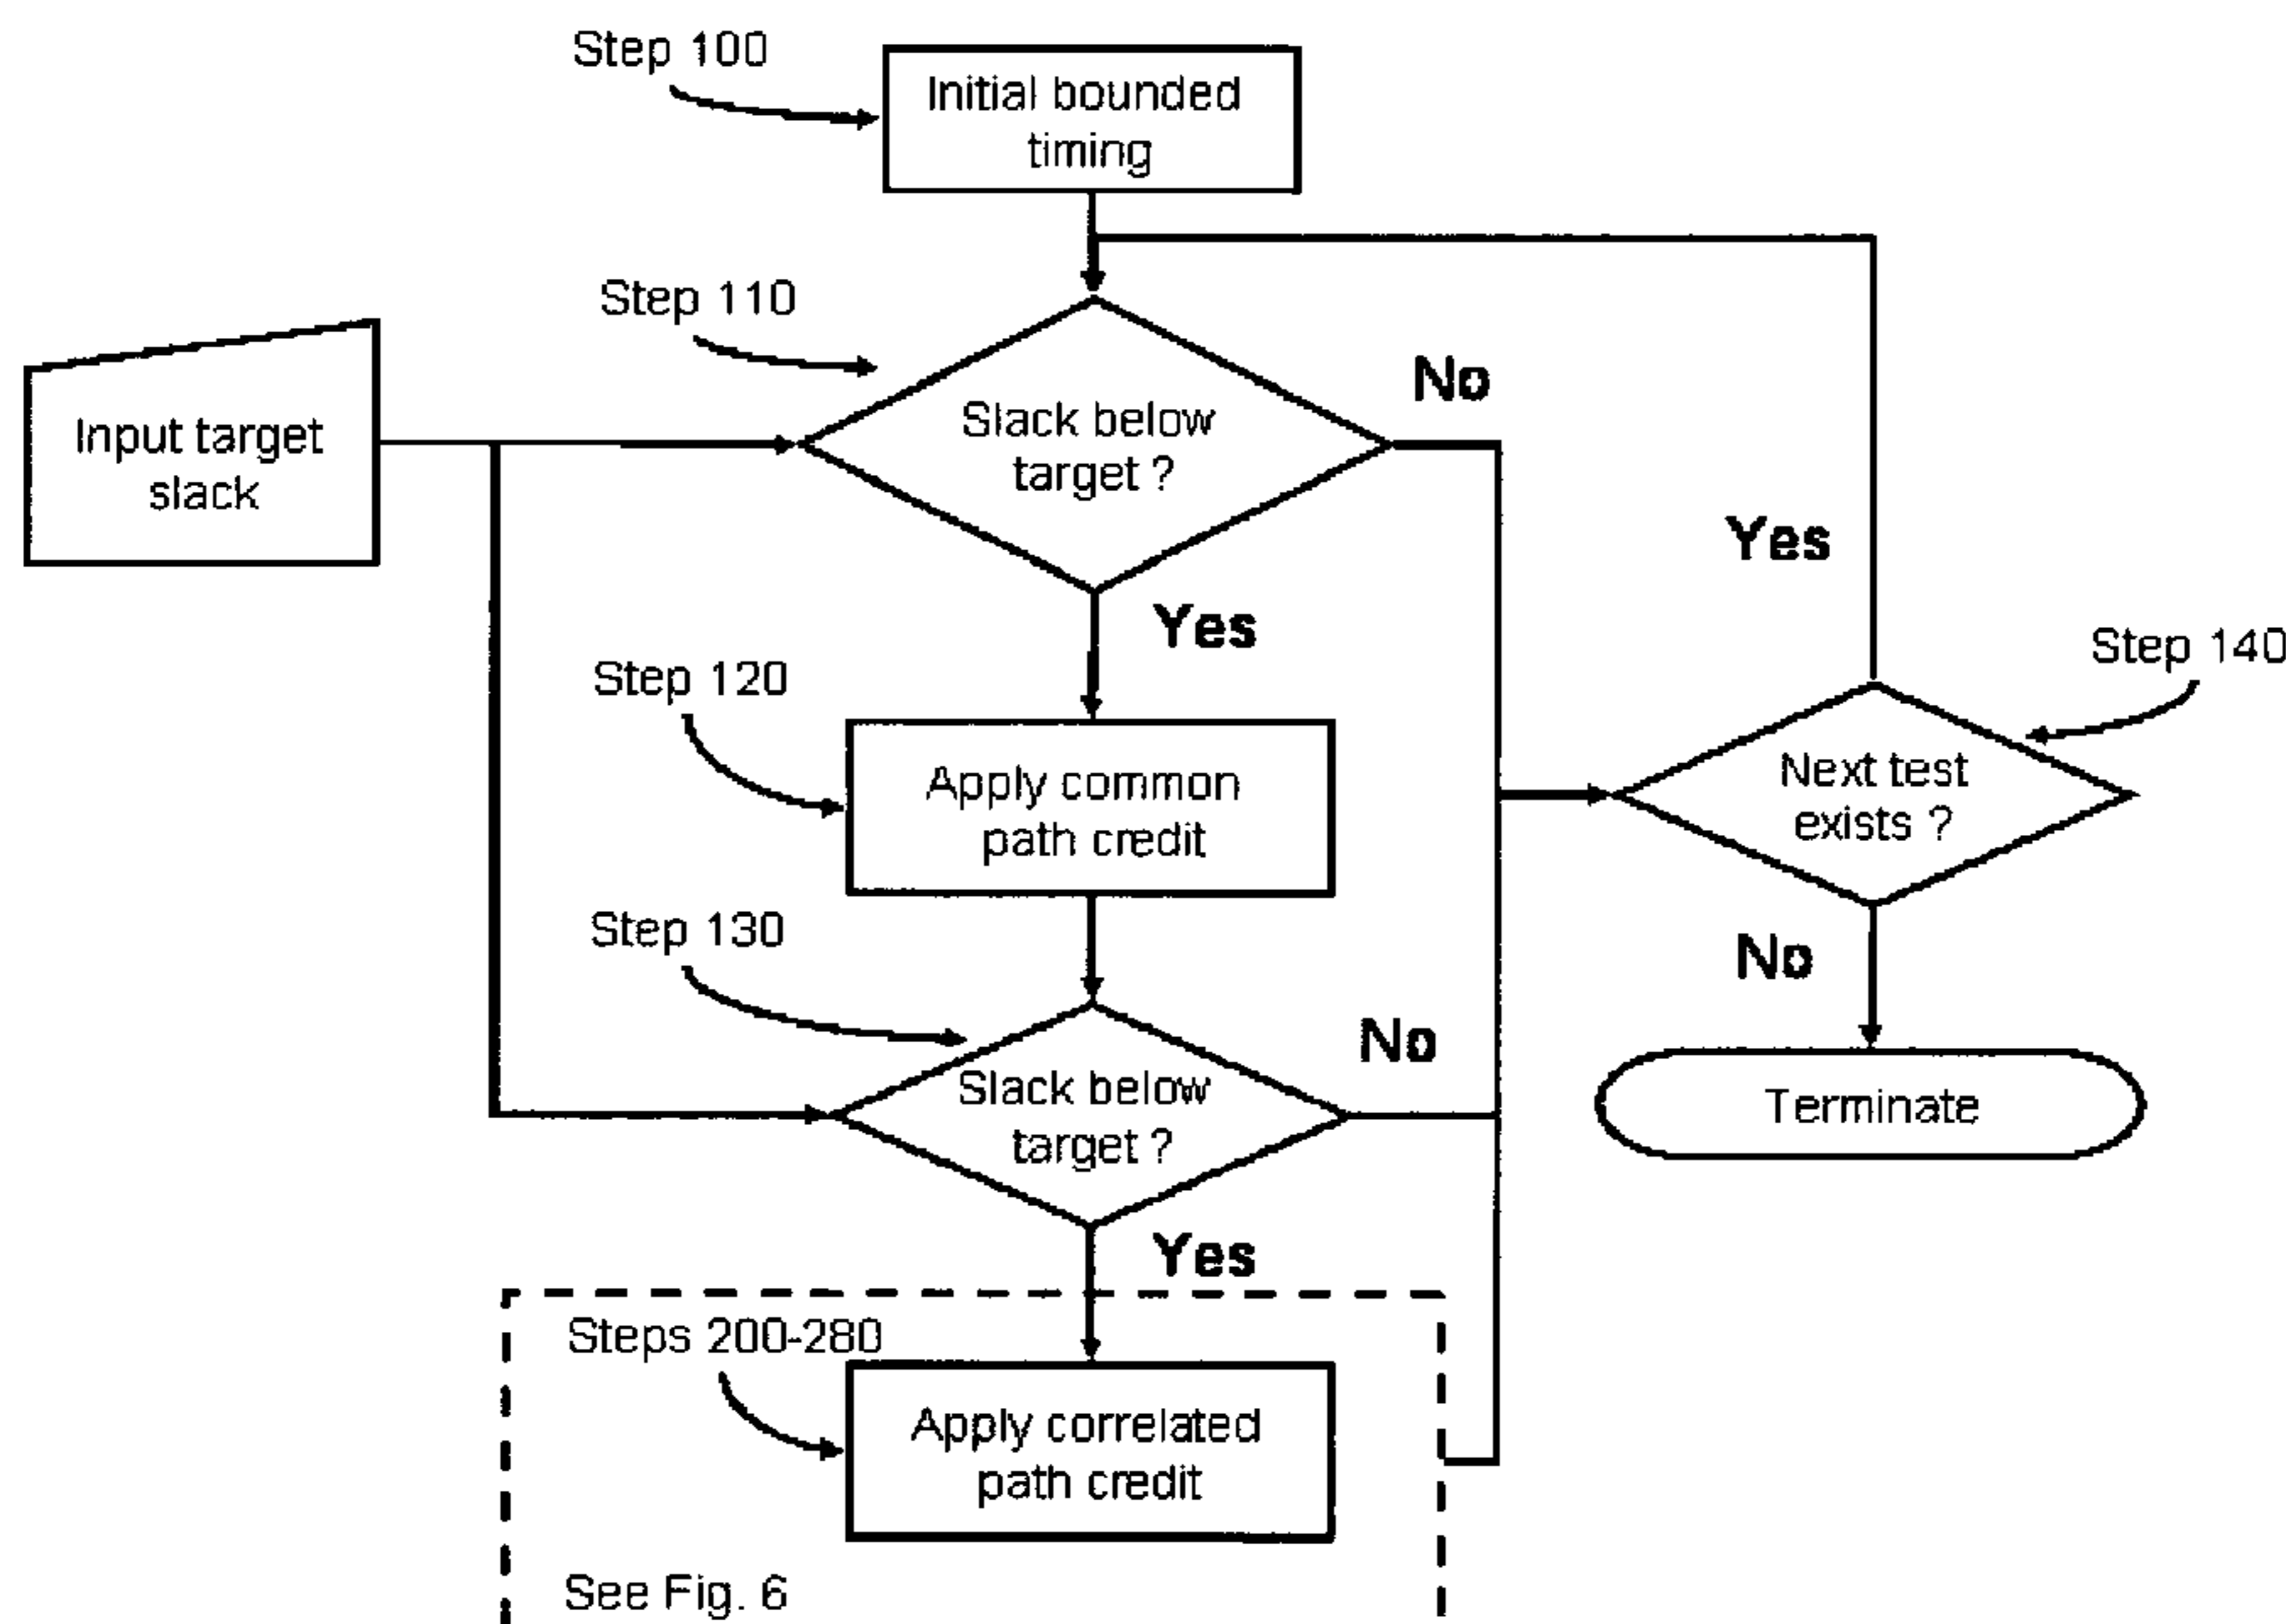 Step 100
Initial bounded
timing
Step 110
Slack below
target ?
No
Input target
slack
Yes
Yes
Step 120
Step 140
Apply common
path credit
Next test
exists ?
Step 130
No
No
Slack below
target ?
Terminate
Yes
Steps 200-280
Apply correlated
path credit
See Fig. 6